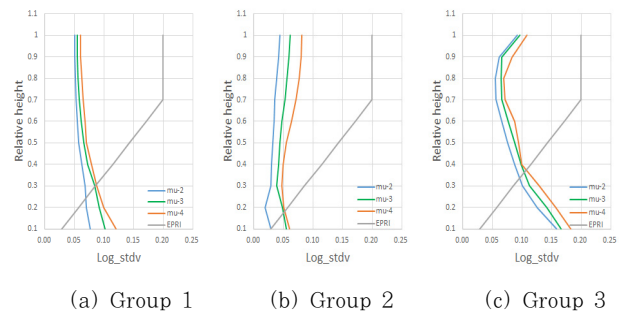 1.1
1
0.9
0.8
0.7
0.6
0.5
0.4
0.3
0.2
0.1
Relative height
mu-2
mu-3
mu-4
EPRI
0.00 0.05 0.10 0.15 0.20 0.25
Log_stdv
(a) Group 1
1.1
1
0.9
0.8
0.7
0.6
0.5
0.4
0.3
0.2
0.1
Relative height
mu-2
mu-3
mu-4
EPRI
0.00 0.05 0.10 0.15 0.20 0.25
Log_stdv
(b) Group 2
1.1
1
0.9
0.8
0.7
0.6
0.5
0.4
0.3
0.2
0.1
Relative height
mu-2
mu-3
mu-4
EPRI
0.00 0.05 0.10 0.15 0.20 0.25
Log_stdv
(c) Group 3